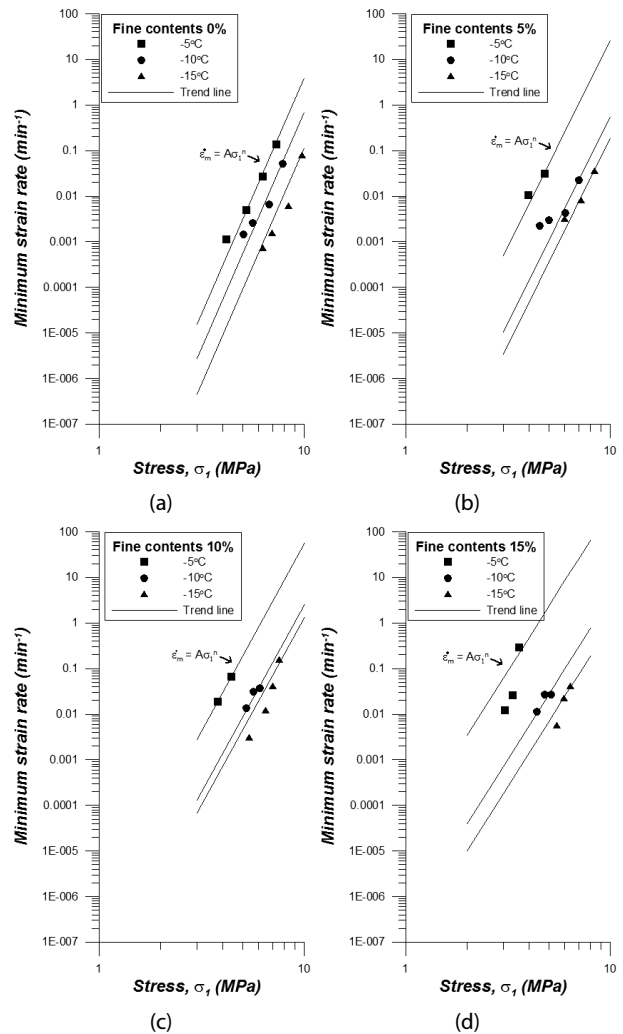 100
10
1
0.1
0.01
0.001
0.0001
1E-005
1E-006
1E-007
Minimum strain rate (min⁻¹)
Fine contents 0%
-5°C
-10°C
-15°C
Trend line
ε̇m = Aσ₁ⁿ
1 10
Stress, σ₁ (MPa)
(a)
100
10
1
0.1
0.01
0.001
0.0001
1E-005
1E-006
1E-007
Minimum strain rate (min⁻¹)
Fine contents 5%
-5°C
-10°C
-15°C
Trend line
ε̇m = Aσ₁ⁿ
1 10
Stress, σ₁ (MPa)
(b)
100
10
1
0.1
0.01
0.001
0.0001
1E-005
1E-006
1E-007
Minimum strain rate (min⁻¹)
Fine contents 10%
-5°C
-10°C
-15°C
Trend line
ε̇m = Aσ₁ⁿ
1 10
Stress, σ₁ (MPa)
(c)
100
10
1
0.1
0.01
0.001
0.0001
1E-005
1E-006
1E-007
Minimum strain rate (min⁻¹)
Fine contents 15%
-5°C
-10°C
-15°C
Trend line
ε̇m = Aσ₁ⁿ
1 10
Stress, σ₁ (MPa)
(d)